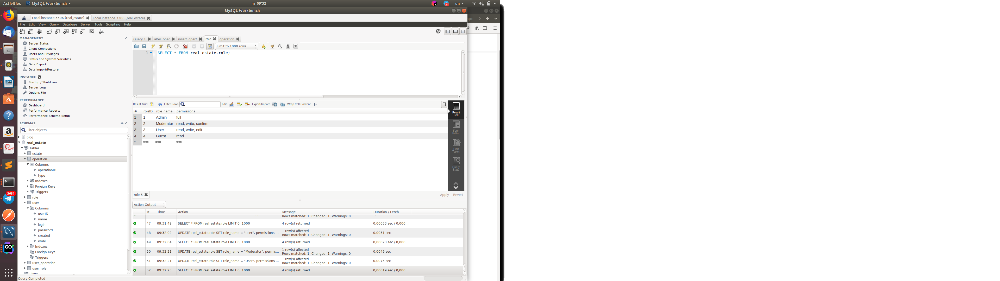 Activities
MySQL Workbench
чт 09:32
en
MySQL Workbench
Local instance 3306 (real_estate)
Local instance 3306 (real_estate)
File Edit View Query Database Server Tools Scripting Help
MANAGEMENT
Server Status
Client Connections
Users and Privileges
Status and System Variables
Data Export
Data Import/Restore
INSTANCE
Startup / Shutdown
Server Logs
Options File
PERFORMANCE
Dashboard
Performance Reports
Performance Schema Setup
SCHEMAS
Filter objects
blog
real_estate
Tables
estate
operation
Columns
operationID
type
Indexes
Foreign Keys
Triggers
role
user
Columns
userID
name
login
password
created
email
Indexes
Foreign Keys
Triggers
user_operation
user_role
Views
Query Completed
3681
GO
Query 1 alter_oper insert_oper* role operation
Limit to 1000 rows
1 SELECT * FROM real_estate.role;
Result Grid Filter Rows: Edit: Export/Import: Wrap Cell Content:
# roleID role_name permissions
1 1 Admin full
2 2 Moderator read, write, confirm
3 3 User read, write, edit
4 4 Guest read
* NULL NULL NULL
Result Grid
Form Editor
Field Types
Query Stats
role 6
Apply Revert
Action Output
# Time Action Message Duration / Fetch
Rows matched: 1 Changed: 1 Warnings: 0
47 09:31:48 SELECT * FROM real_estate.role LIMIT 0, 1000 4 row(s) returned 0,00033 sec / 0,000...
48 09:32:02 UPDATE real_estate.role SET role_name = "user", permissions ... 1 row(s) affected
Rows matched: 1 Changed: 1 Warnings: 0 0,0051 sec
49 09:32:04 SELECT * FROM real_estate.role LIMIT 0, 1000 4 row(s) returned 0,00023 sec / 0,000...
50 09:32:21 UPDATE real_estate.role SET role_name = "Moderator", permis... 1 row(s) affected
Rows matched: 1 Changed: 1 Warnings: 0 0,0049 sec
51 09:32:21 UPDATE real_estate.role SET role_name = "User", permissions ... 1 row(s) affected
Rows matched: 1 Changed: 1 Warnings: 0 0,0075 sec
52 09:32:23 SELECT * FROM real_estate.role LIMIT 0, 1000 4 row(s) returned 0,00019 sec / 0,000...